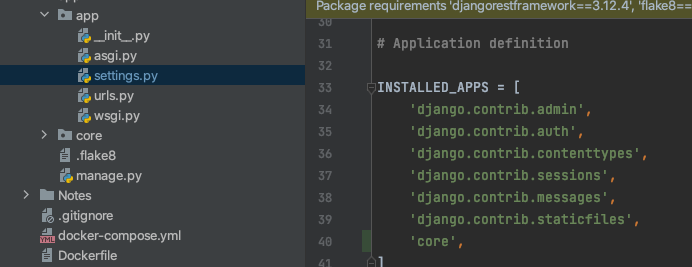 app
__init__.py
asgi.py
settings.py
urls.py
wsgi.py
core
.flake8
manage.py
Notes
.gitignore
docker-compose.yml
Dockerfile
Package requirements 'djangorestframework==3.12.4', 'flake8==
30
31 # Application definition
32
33 INSTALLED_APPS = [
34 'django.contrib.admin',
35 'django.contrib.auth',
36 'django.contrib.contenttypes',
37 'django.contrib.sessions',
38 'django.contrib.messages',
39 'django.contrib.staticfiles',
40 'core',
41 ]